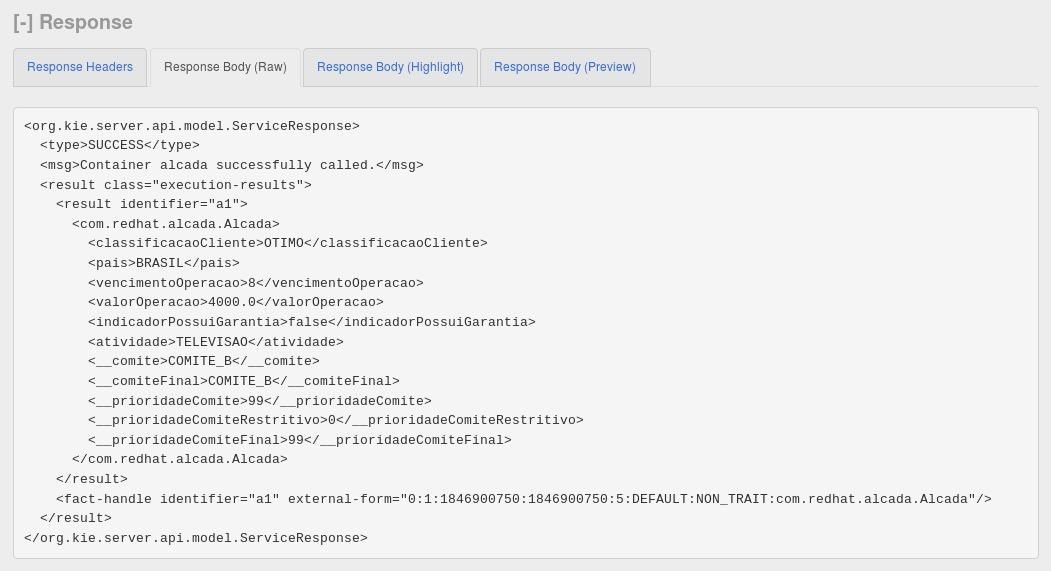 [-] Response
Response Headers
Response Body (Raw)
Response Body (Highlight)
Response Body (Preview)
<org.kie.server.api.model.ServiceResponse>
  <type>SUCCESS</type>
  <msg>Container alcada successfully called.</msg>
  <result class="execution-results">
    <result identifier="a1">
      <com.redhat.alcada.Alcada>
        <classificacaoCliente>OTIMO</classificacaoCliente>
        <pais>BRASIL</pais>
        <vencimentoOperacao>8</vencimentoOperacao>
        <valorOperacao>4000.0</valorOperacao>
        <indicadorPossuiGarantia>false</indicadorPossuiGarantia>
        <atividade>TELEVISAO</atividade>
        <__comite>COMITE_B</__comite>
        <__comiteFinal>COMITE_B</__comiteFinal>
        <__prioridadeComite>99</__prioridadeComite>
        <__prioridadeComiteRestritivo>0</__prioridadeComiteRestritivo>
        <__prioridadeComiteFinal>99</__prioridadeComiteFinal>
      </com.redhat.alcada.Alcada>
    </result>
    <fact-handle identifier="a1" external-form="0:1:1846900750:1846900750:5:DEFAULT:NON_TRAIT:com.redhat.alcada.Alcada"/>
  </result>
</org.kie.server.api.model.ServiceResponse>